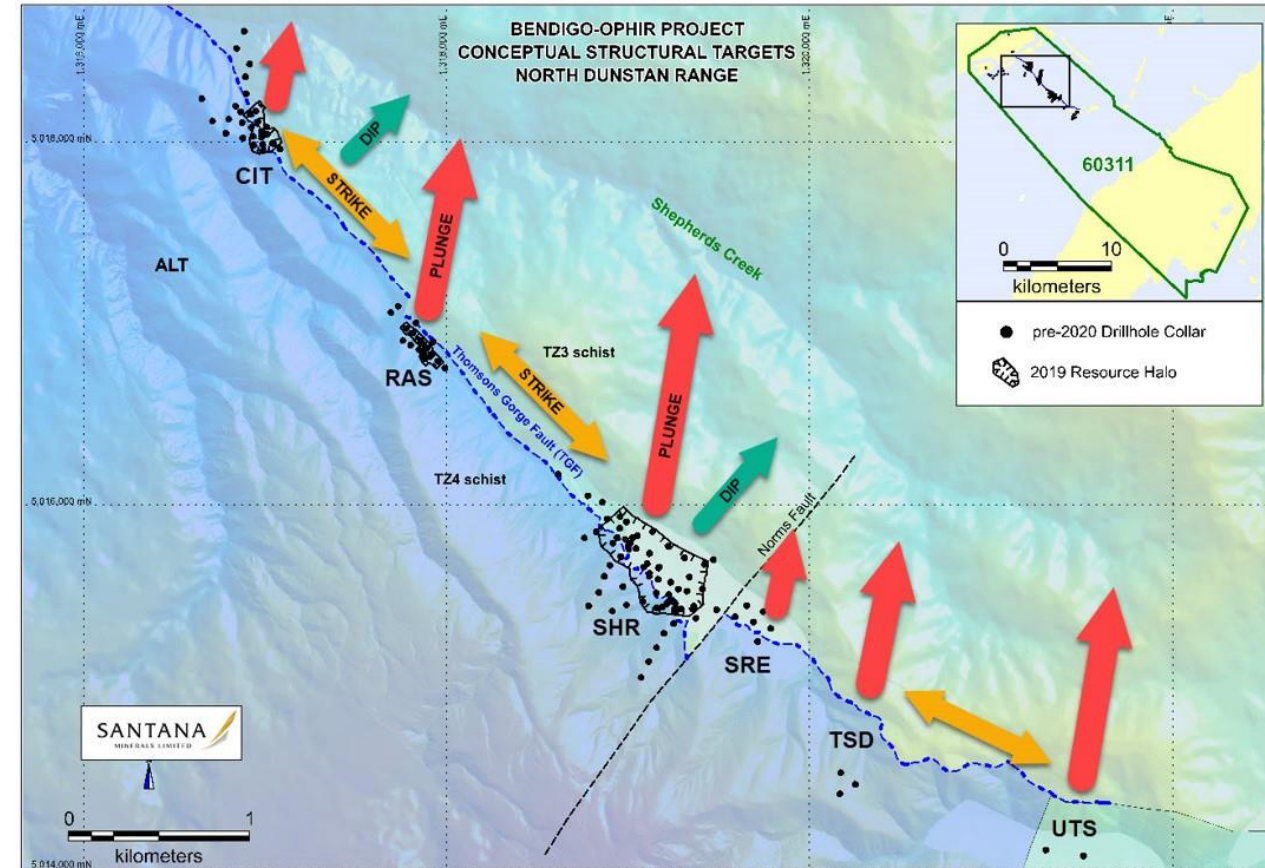 BENDIGO-OPHIR PROJECT
CONCEPTUAL STRUCTURAL TARGETS
NORTH DUNSTAN RANGE
1,318,000 mE
1,320,000 mE
5,018,000 mN
5,016,000 mN
5,014,000 mN
CIT
STRIKE
DIP
PLUNGE
ALT
RAS
Shepherds Creek
TZ3 schist
STRIKE
Thomsons Gorge Fault (TGF)
TZ4 schist
PLUNGE
DIP
Norms Fault
SHR
SRE
TSD
UTS
60311
0 10
kilometers
pre-2020 Drillhole Collar
2019 Resource Halo
SANTANA
MINERALS LIMITED
0 1
kilometers